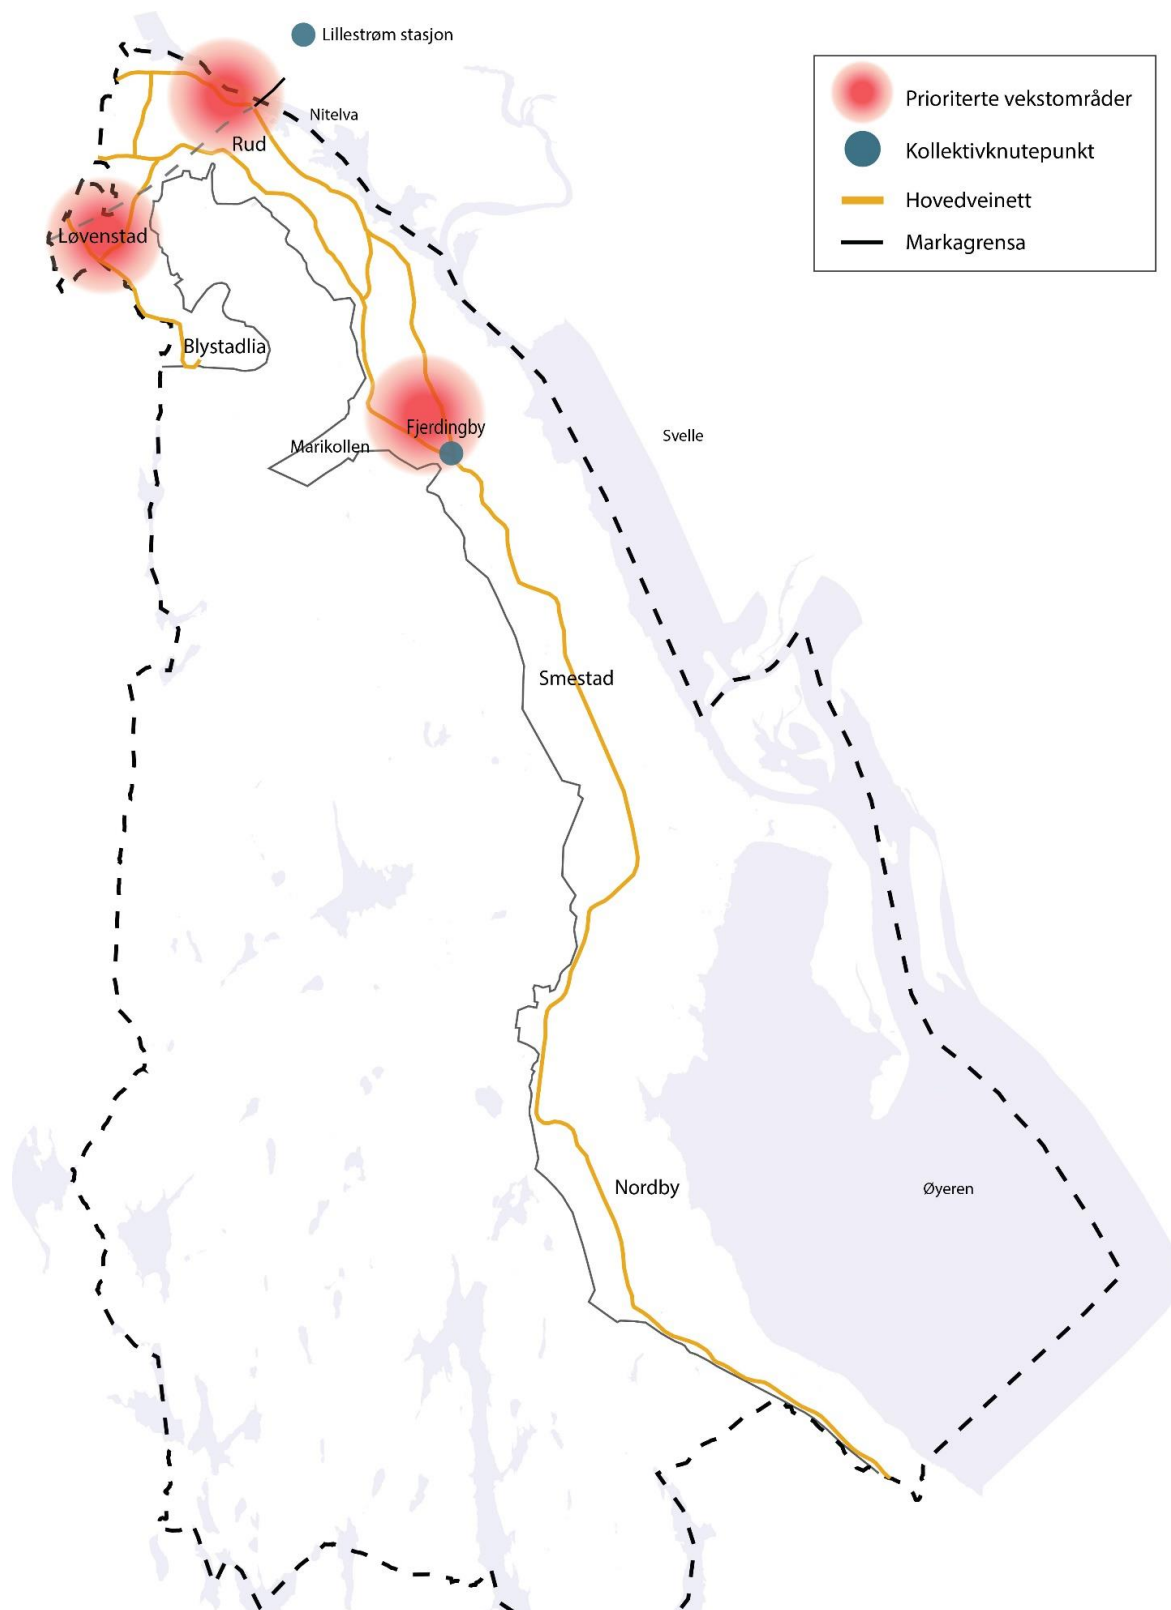 Lillestrøm stasjon
Prioriterte vekstområder
Kollektivknutepunkt
Hovedveinett
Markagrensa
Nitelva
Rud
Løvenstad
Blystadlia
Fjerdingby
Marikollen
Svelle
Smestad
Nordby
Øyeren